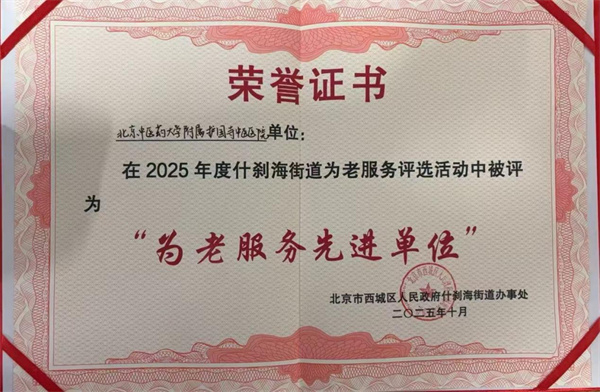 荣誉证书
北京中医药大学附属护国寺中医医院单位：
在2025年度什刹海街道为老服务评选活动中被评
为
“为老服务先进单位”
北京市西城区人民政府什刹海街道办事处
二〇二五年十月